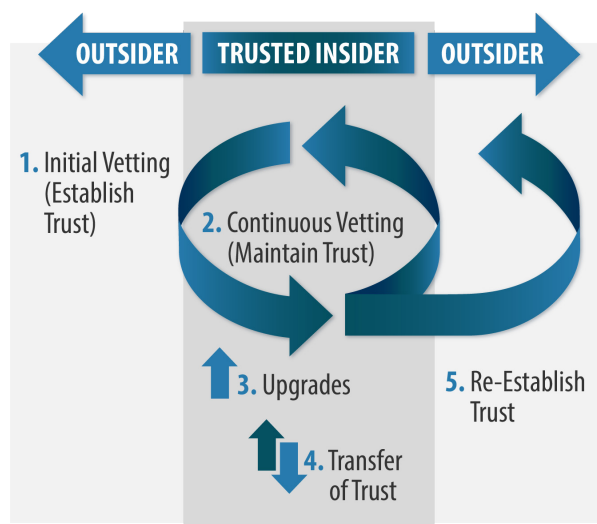 OUTSIDER
TRUSTED INSIDER
OUTSIDER
1. Initial Vetting
(Establish
Trust)
2. Continuous Vetting
(Maintain Trust)
3. Upgrades
4. Transfer
of Trust
5. Re-Establish
Trust